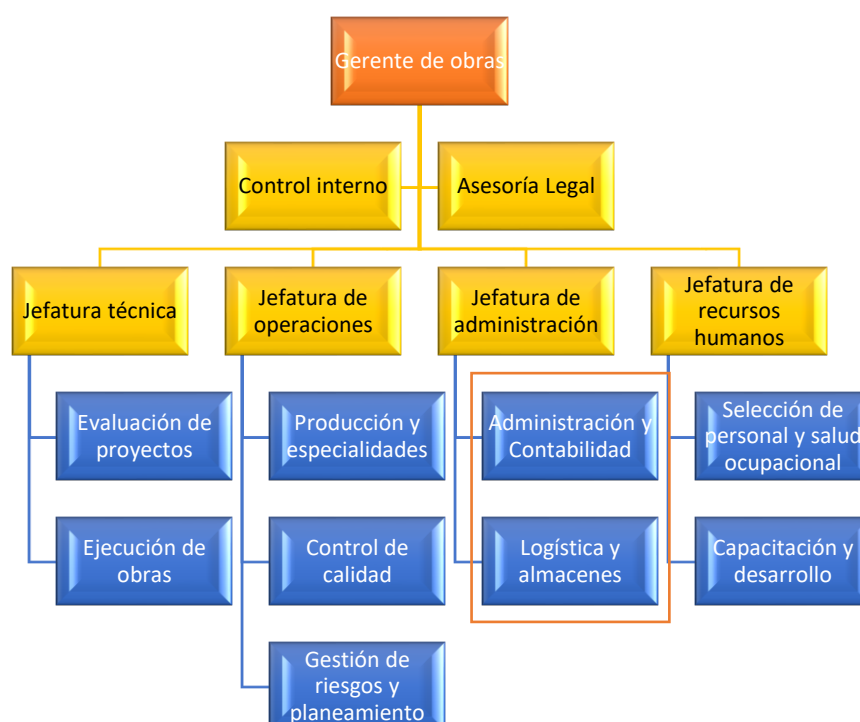 Gerente de obras
Control interno
Asesoría Legal
Jefatura técnica
Jefatura de
operaciones
Jefatura de
administración
Jefatura de
recursos
humanos
Evaluación de
proyectos
Producción y
especialidades
Administración y
Contabilidad
Selección de
personal y salud
ocupacional
Ejecución de
obras
Control de
calidad
Logística y
almacenes
Capacitación y
desarrollo
Gestión de
riesgos y
planeamiento